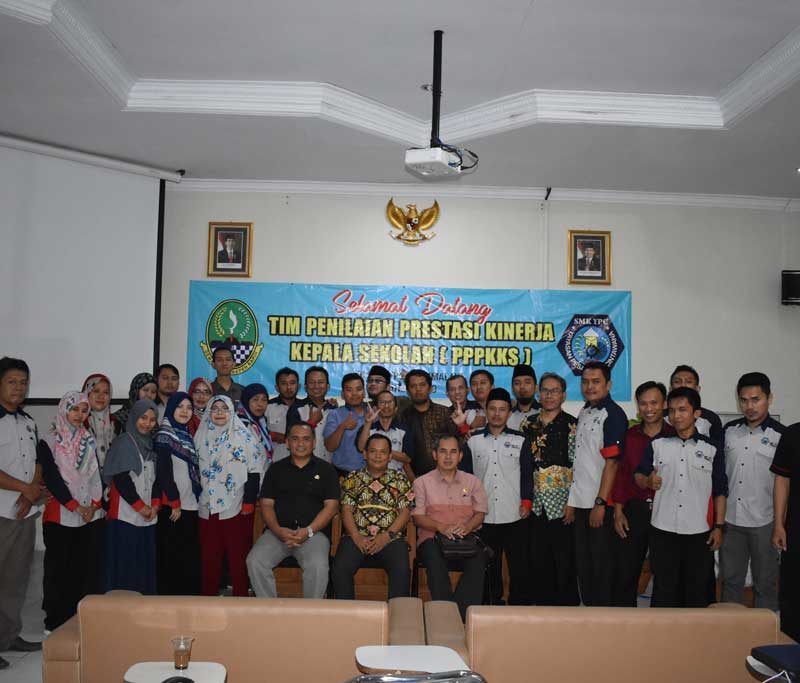 Selamat Datang
TIM PENILAIAN PRESTASI KINERJA
KEPALA SEKOLAH ( PPPKKS )
SMK YPC